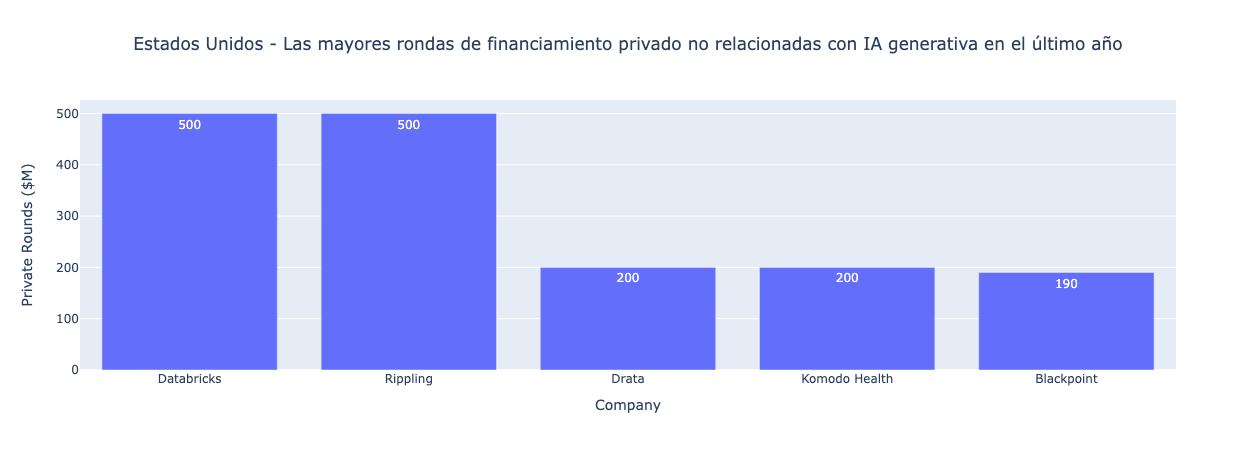 Estados Unidos - Las mayores rondas de financiamiento privado no relacionadas con IA generativa en el último año
Private Rounds ($M)
500
400
300
200
100
0
500
500
200
200
190
Databricks
Rippling
Drata
Komodo Health
Blackpoint
Company